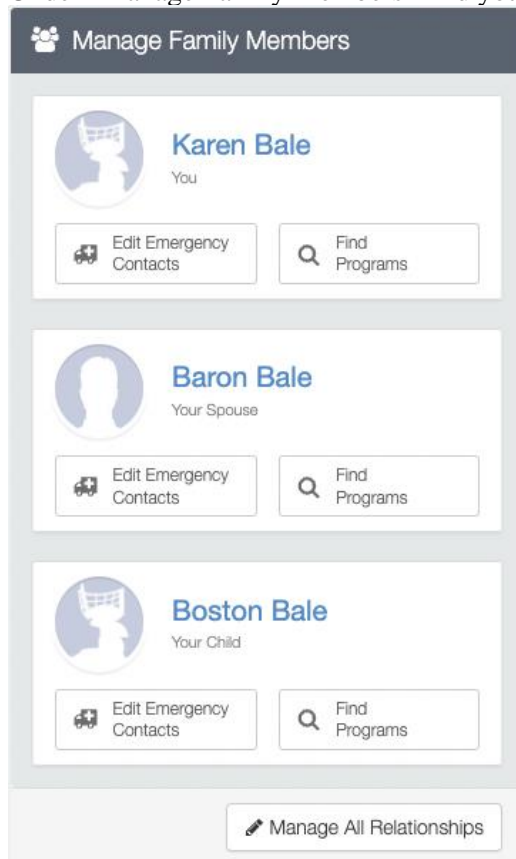 Manage Family Members
Karen Bale
You
Edit Emergency
Contacts
Find
Programs
Baron Bale
Your Spouse
Edit Emergency
Contacts
Find
Programs
Boston Bale
Your Child
Edit Emergency
Contacts
Find
Programs
Manage All Relationships